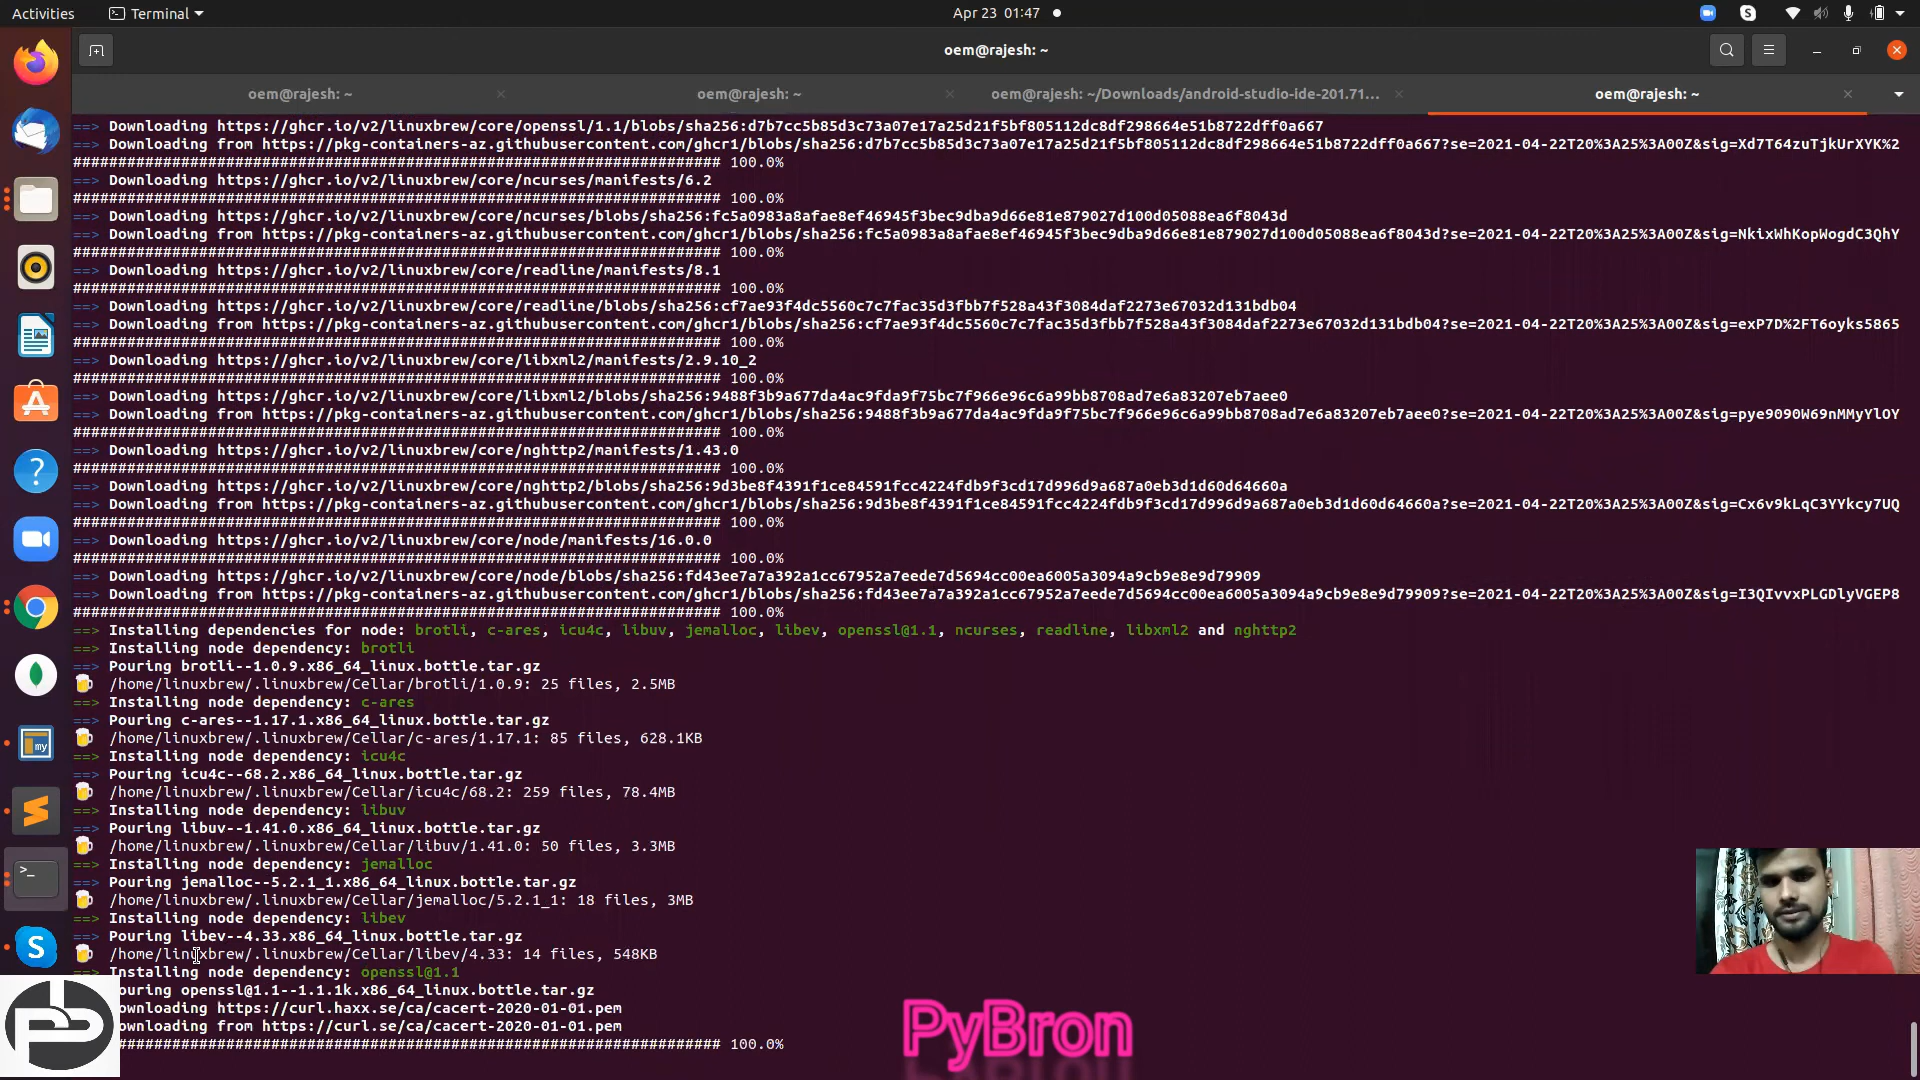 Activities Terminal Apr 23 01:47
oem@rajesh: ~
oem@rajesh: ~ oem@rajesh: ~ oem@rajesh: ~/Downloads/android-studio-ide-201.71... oem@rajesh: ~
==> Downloading https://ghcr.io/v2/linuxbrew/core/openssl/1.1/blobs/sha256:d7b7cc5b85d3c73a07e17a25d21f5bf805112dc8df298664e51b8722dff0a667
==> Downloading from https://pkg-containers-az.githubusercontent.com/ghcr1/blobs/sha256:d7b7cc5b85d3c73a07e17a25d21f5bf805112dc8df298664e51b8722dff0a667?se=2021-04-22T20%3A25%3A00Z&sig=Xd7T64zuTjkUrXYK%2
######################################################################## 100.0%
==> Downloading https://ghcr.io/v2/linuxbrew/core/ncurses/manifests/6.2
######################################################################## 100.0%
==> Downloading https://ghcr.io/v2/linuxbrew/core/ncurses/blobs/sha256:fc5a0983a8afae8ef46945f3bec9dba9d66e81e879027d100d05088ea6f8043d
==> Downloading from https://pkg-containers-az.githubusercontent.com/ghcr1/blobs/sha256:fc5a0983a8afae8ef46945f3bec9dba9d66e81e879027d100d05088ea6f8043d?se=2021-04-22T20%3A25%3A00Z&sig=NkixWhKopWogdC3QhY
######################################################################## 100.0%
==> Downloading https://ghcr.io/v2/linuxbrew/core/readline/manifests/8.1
######################################################################## 100.0%
==> Downloading https://ghcr.io/v2/linuxbrew/core/readline/blobs/sha256:cf7ae93f4dc5560c7c7fac35d3fbb7f528a43f3084daf2273e67032d131bdb04
==> Downloading from https://pkg-containers-az.githubusercontent.com/ghcr1/blobs/sha256:cf7ae93f4dc5560c7c7fac35d3fbb7f528a43f3084daf2273e67032d131bdb04?se=2021-04-22T20%3A25%3A00Z&sig=exP7D%2FT6oyks5865
######################################################################## 100.0%
==> Downloading https://ghcr.io/v2/linuxbrew/core/libxml2/manifests/2.9.10_2
######################################################################## 100.0%
==> Downloading https://ghcr.io/v2/linuxbrew/core/libxml2/blobs/sha256:9488f3b9a677da4ac9fda9f75bc7f966e96c6a99bb8708ad7e6a83207eb7aee0
==> Downloading from https://pkg-containers-az.githubusercontent.com/ghcr1/blobs/sha256:9488f3b9a677da4ac9fda9f75bc7f966e96c6a99bb8708ad7e6a83207eb7aee0?se=2021-04-22T20%3A25%3A00Z&sig=pye9090W69nMMyYlOY
######################################################################## 100.0%
==> Downloading https://ghcr.io/v2/linuxbrew/core/nghttp2/manifests/1.43.0
######################################################################## 100.0%
==> Downloading https://ghcr.io/v2/linuxbrew/core/nghttp2/blobs/sha256:9d3be8f4391f1ce84591fcc4224fdb9f3cd17d996d9a687a0eb3d1d60d64660a
==> Downloading from https://pkg-containers-az.githubusercontent.com/ghcr1/blobs/sha256:9d3be8f4391f1ce84591fcc4224fdb9f3cd17d996d9a687a0eb3d1d60d64660a?se=2021-04-22T20%3A25%3A00Z&sig=Cx6v9kLqC3YYkcy7UQ
######################################################################## 100.0%
==> Downloading https://ghcr.io/v2/linuxbrew/core/node/manifests/16.0.0
######################################################################## 100.0%
==> Downloading https://ghcr.io/v2/linuxbrew/core/node/blobs/sha256:fd43ee7a7a392a1cc67952a7eede7d5694cc00ea6005a3094a9cb9e8e9d79909
==> Downloading from https://pkg-containers-az.githubusercontent.com/ghcr1/blobs/sha256:fd43ee7a7a392a1cc67952a7eede7d5694cc00ea6005a3094a9cb9e8e9d79909?se=2021-04-22T20%3A25%3A00Z&sig=I3QIvvxPLGDlyVGEP8
######################################################################## 100.0%
==> Installing dependencies for node: brotli, c-ares, icu4c, libuv, jemalloc, libev, openssl@1.1, ncurses, readline, libxml2 and nghttp2
==> Installing node dependency: brotli
==> Pouring brotli--1.0.9.x86_64_linux.bottle.tar.gz
/home/linuxbrew/.linuxbrew/Cellar/brotli/1.0.9: 25 files, 2.5MB
==> Installing node dependency: c-ares
==> Pouring c-ares--1.17.1.x86_64_linux.bottle.tar.gz
/home/linuxbrew/.linuxbrew/Cellar/c-ares/1.17.1: 85 files, 628.1KB
==> Installing node dependency: icu4c
==> Pouring icu4c--68.2.x86_64_linux.bottle.tar.gz
/home/linuxbrew/.linuxbrew/Cellar/icu4c/68.2: 259 files, 78.4MB
==> Installing node dependency: libuv
==> Pouring libuv--1.41.0.x86_64_linux.bottle.tar.gz
/home/linuxbrew/.linuxbrew/Cellar/libuv/1.41.0: 50 files, 3.3MB
==> Installing node dependency: jemalloc
==> Pouring jemalloc--5.2.1_1.x86_64_linux.bottle.tar.gz
/home/linuxbrew/.linuxbrew/Cellar/jemalloc/5.2.1_1: 18 files, 3MB
==> Installing node dependency: libev
==> Pouring libev--4.33.x86_64_linux.bottle.tar.gz
/home/linuxbrew/.linuxbrew/Cellar/libev/4.33: 14 files, 548KB
==> Installing node dependency: openssl@1.1
ouring openssl@1.1--1.1.1k.x86_64_linux.bottle.tar.gz
ownloading https://curl.haxx.se/ca/cacert-2020-01-01.pem
ownloading from https://curl.se/ca/cacert-2020-01-01.pem
################################################################### 100.0%
PyBron